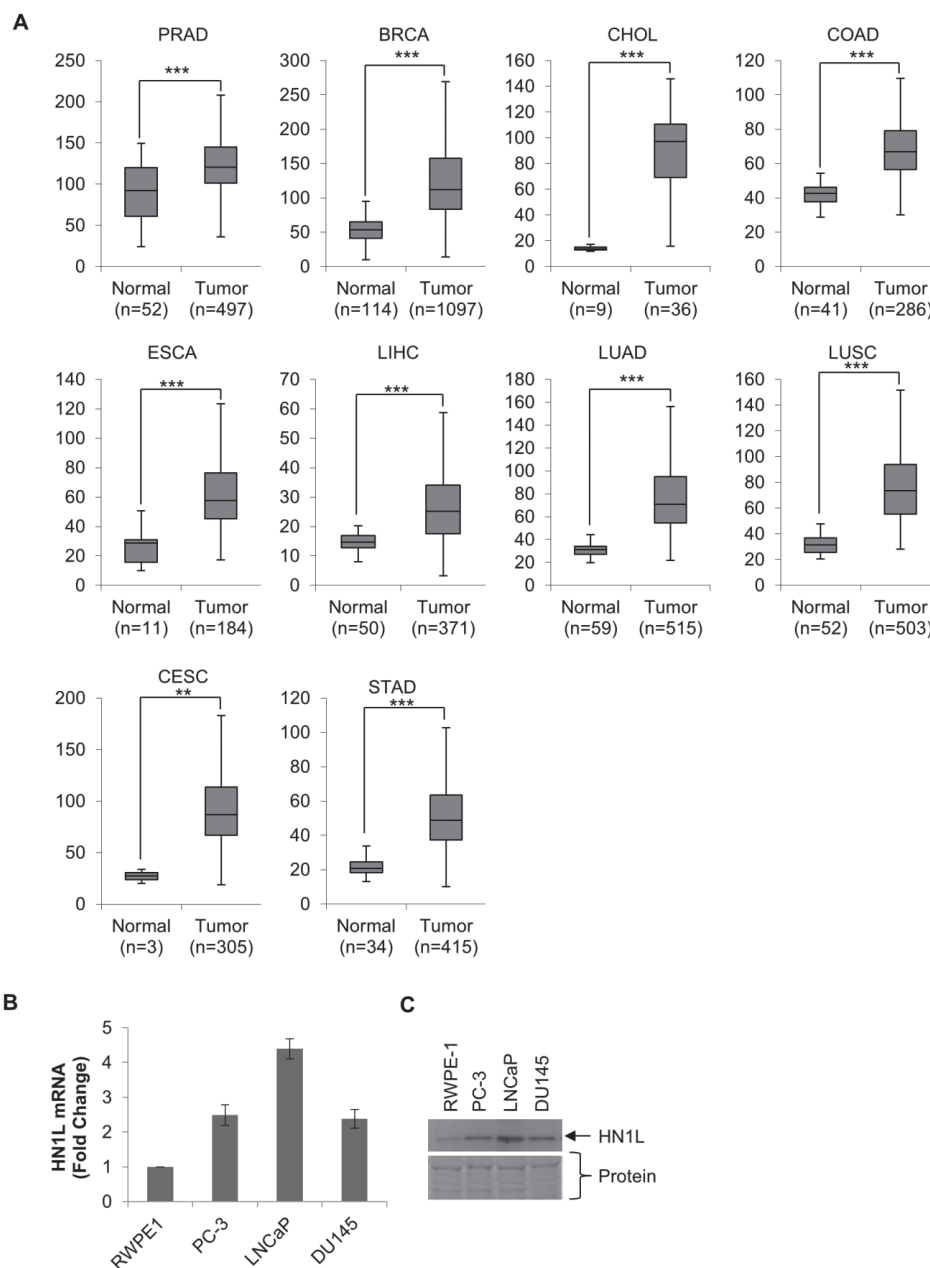 A
PRAD
250
200
150
100
50
0
***
Normal Tumor
(n=52) (n=497)
BRCA
300
250
200
150
100
50
0
***
Normal Tumor
(n=114) (n=1097)
CHOL
160
140
120
100
80
60
40
20
0
***
Normal Tumor
(n=9) (n=36)
COAD
120
100
80
60
40
20
0
***
Normal Tumor
(n=41) (n=286)
ESCA
140
120
100
80
60
40
20
0
***
Normal Tumor
(n=11) (n=184)
LIHC
70
60
50
40
30
20
10
0
***
Normal Tumor
(n=50) (n=371)
LUAD
180
160
140
120
100
80
60
40
20
0
***
Normal Tumor
(n=59) (n=515)
LUSC
160
140
120
100
80
60
40
20
0
***
Normal Tumor
(n=52) (n=503)
CESC
200
150
100
50
0
**
Normal Tumor
(n=3) (n=305)
STAD
120
100
80
60
40
20
0
***
Normal Tumor
(n=34) (n=415)
B
HN1L mRNA
(Fold Change)
5
4
3
2
1
0
RWPE1
PC-3
LNCaP
DU145
C
RWPE-1
PC-3
LNCaP
DU145
HN1L
Protein